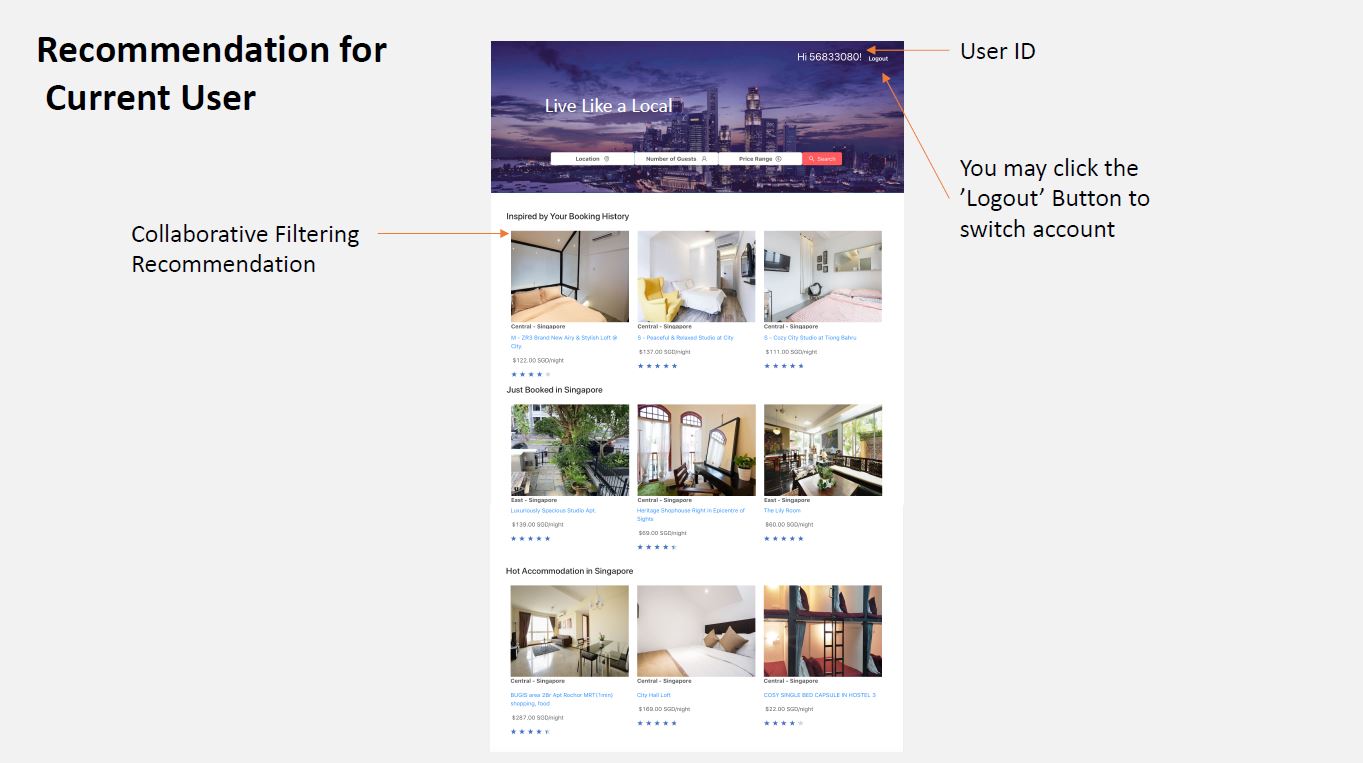 Recommendation for
Current User
Hi 56833080! Logout
User ID
Live Like a Local
Location
Number of Guests
Price Range
Search
You may click the
’Logout’ Button to
switch account
Collaborative Filtering
Recommendation
Inspired by Your Booking History
Central - Singapore
M - ZR3 Brand New Airy & Stylish Loft @
City
$122.00 SGD/night
Central - Singapore
S - Peaceful & Relaxed Studio at City
$137.00 SGD/night
Central - Singapore
S - Cozy City Studio at Tiong Bahru
$111.00 SGD/night
Just Booked in Singapore
East - Singapore
Luxuriously Spacious Studio Apt.
$139.00 SGD/night
Central - Singapore
Heritage Shophouse Right in Epicentre of
Sights
$69.00 SGD/night
East - Singapore
The Lily Room
$60.00 SGD/night
Hot Accommodation in Singapore
Central - Singapore
BUGIS area 2Br Apt Rochor MRT(1min)
shopping, food
$287.00 SGD/night
Central - Singapore
City Hall Loft
$169.00 SGD/night
Central - Singapore
COSY SINGLE BED CAPSULE IN HOSTEL 3
$22.00 SGD/night